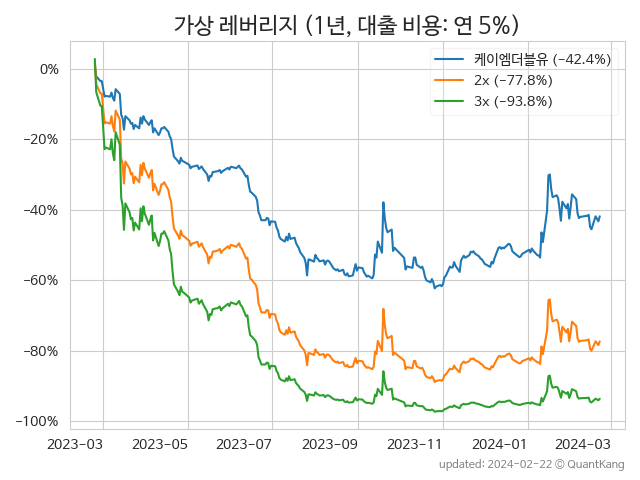 가상 레버리지 (1년, 대출 비용: 연 5%)
케이엠더블유 (−42.4%)
2x (−77.8%)
3x (−93.8%)
0%
−20%
−40%
−60%
−80%
−100%
2023−03 2023−05 2023−07 2023−09 2023−11 2024−01 2024−03
updated: 2024-02-22 © QuantKang